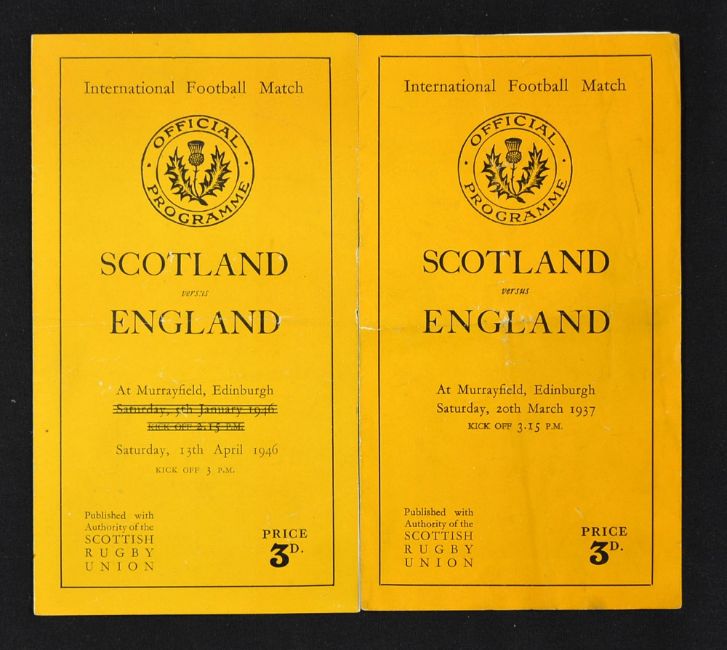 International Football Match
OFFICIAL
PROGRAMME
SCOTLAND
versus
ENGLAND
At Murrayfield, Edinburgh
Saturday, 5th January 1946
KICK OFF 2.15 P.M.
Saturday, 13th April 1946
KICK OFF 3 P.M.
Published with
Authority of the
SCOTTISH
RUGBY
UNION
PRICE
3D.
International Football Match
OFFICIAL
PROGRAMME
SCOTLAND
versus
ENGLAND
At Murrayfield, Edinburgh
Saturday, 20th March 1937
KICK OFF 3.15 P.M.
Published with
Authority of the
SCOTTISH
RUGBY
UNION
PRICE
3D.